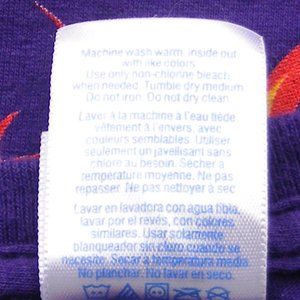 Machine wash warm, inside out,
with like colors.
Use only non-chlorine bleach
when needed. Tumble dry medium.
Do not iron. Do not dry clean.
Laver à la machine à l'eau tiède
vêtement à l'envers, avec
couleurs semblables. Utiliser
seulement un javellisant sans
chlore au besoin. Sécher à
température moyenne. Ne pas
repasser. Ne pas nettoyer à sec.
Lavar en lavadora con agua tibia,
lavar por el revés, con colores
similares. Usar solamente
blanqueador sin cloro cuando se
necesite. Secar a temperatura media.
No planchar. No lavar en seco.